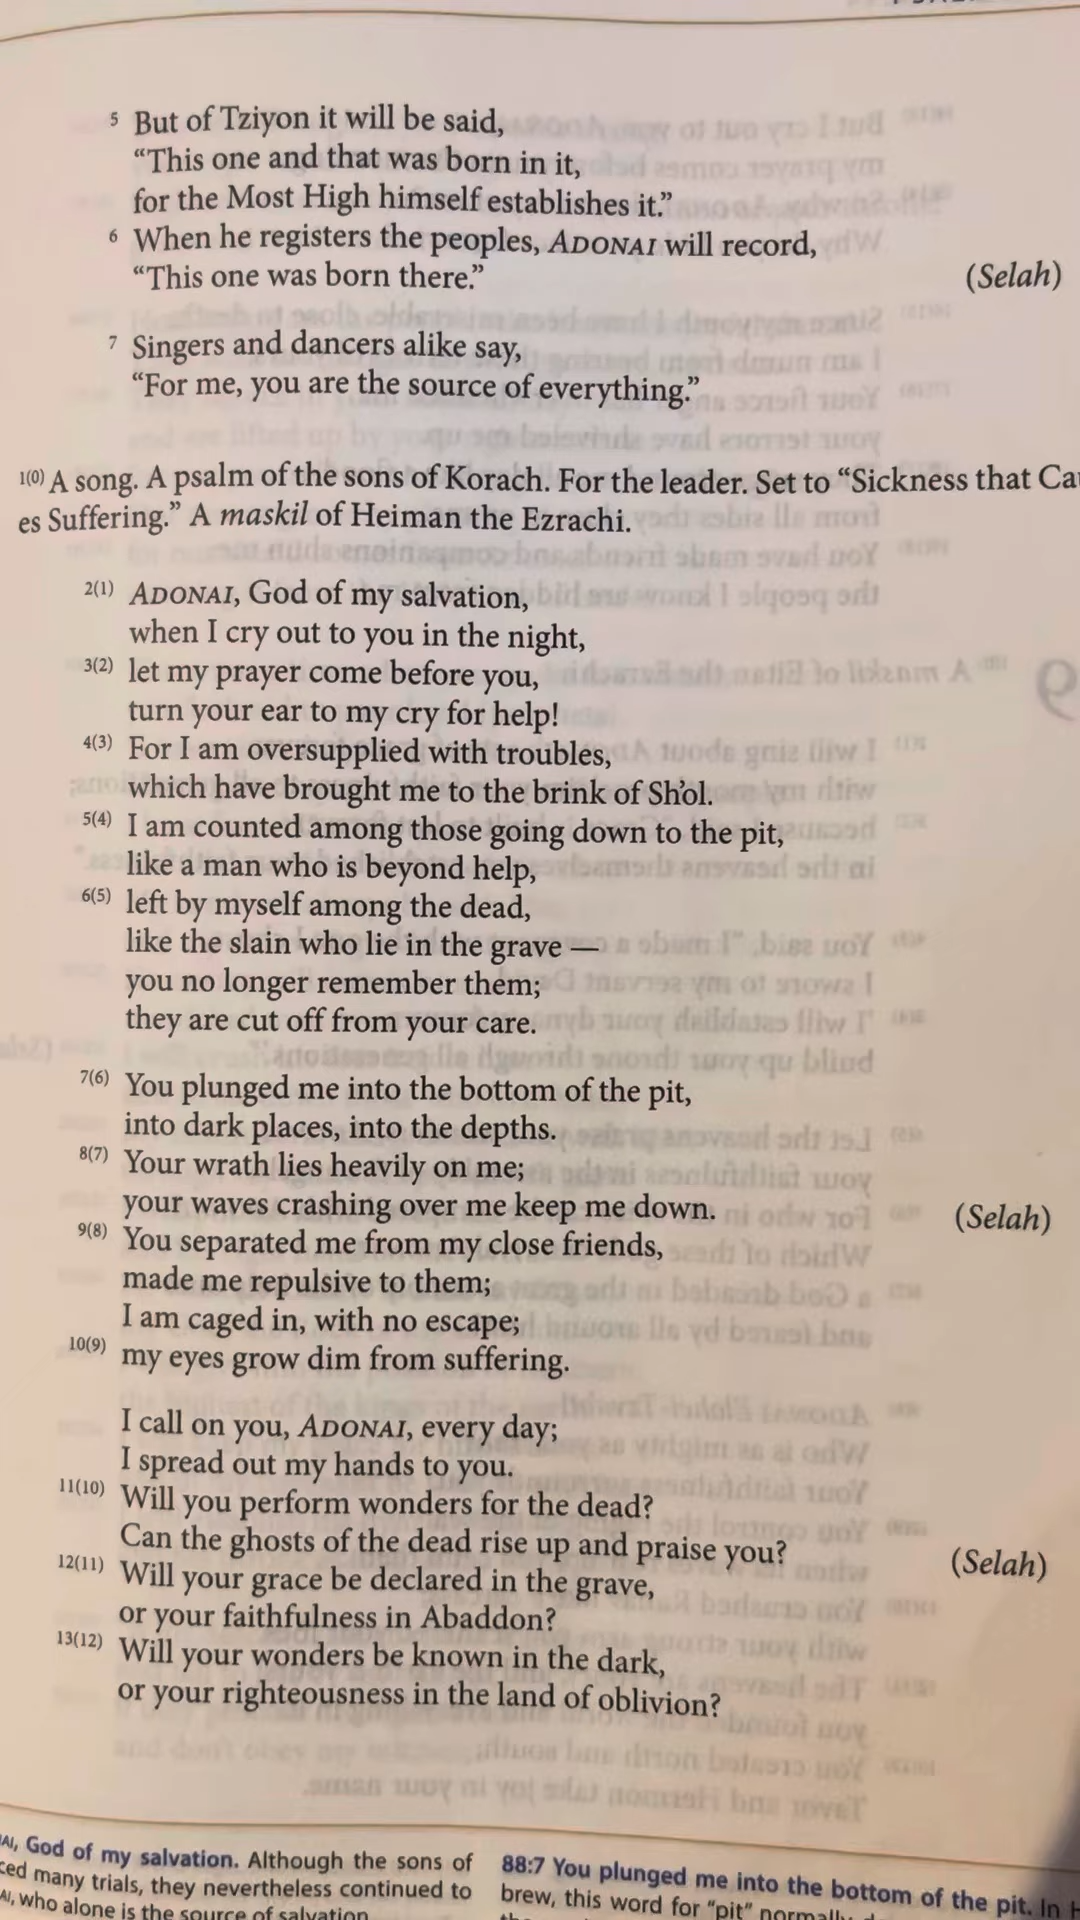 5 But of Tziyon it will be said,
“This one and that was born in it,
for the Most High himself establishes it.”
6 When he registers the peoples, ADONAI will record,
“This one was born there.” (Selah)
7 Singers and dancers alike say,
“For me, you are the source of everything.”
1(0) A song. A psalm of the sons of Korach. For the leader. Set to “Sickness that Ca
es Suffering.” A maskil of Heiman the Ezrachi.
2(1) ADONAI, God of my salvation,
when I cry out to you in the night,
3(2) let my prayer come before you,
turn your ear to my cry for help!
4(3) For I am oversupplied with troubles,
which have brought me to the brink of Sh’ol.
5(4) I am counted among those going down to the pit,
like a man who is beyond help,
6(5) left by myself among the dead,
like the slain who lie in the grave —
you no longer remember them;
they are cut off from your care.
7(6) You plunged me into the bottom of the pit,
into dark places, into the depths.
8(7) Your wrath lies heavily on me;
your waves crashing over me keep me down. (Selah)
9(8) You separated me from my close friends,
made me repulsive to them;
I am caged in, with no escape;
10(9) my eyes grow dim from suffering.
I call on you, ADONAI, every day;
I spread out my hands to you.
11(10) Will you perform wonders for the dead?
Can the ghosts of the dead rise up and praise you? (Selah)
12(11) Will your grace be declared in the grave,
or your faithfulness in Abaddon?
13(12) Will your wonders be known in the dark,
or your righteousness in the land of oblivion?
AI, God of my salvation. Although the sons of
ced many trials, they nevertheless continued to
AI, who alone is the source of salvation
88:7 You plunged me into the bottom of the pit. In H
brew, this word for “pit” normally